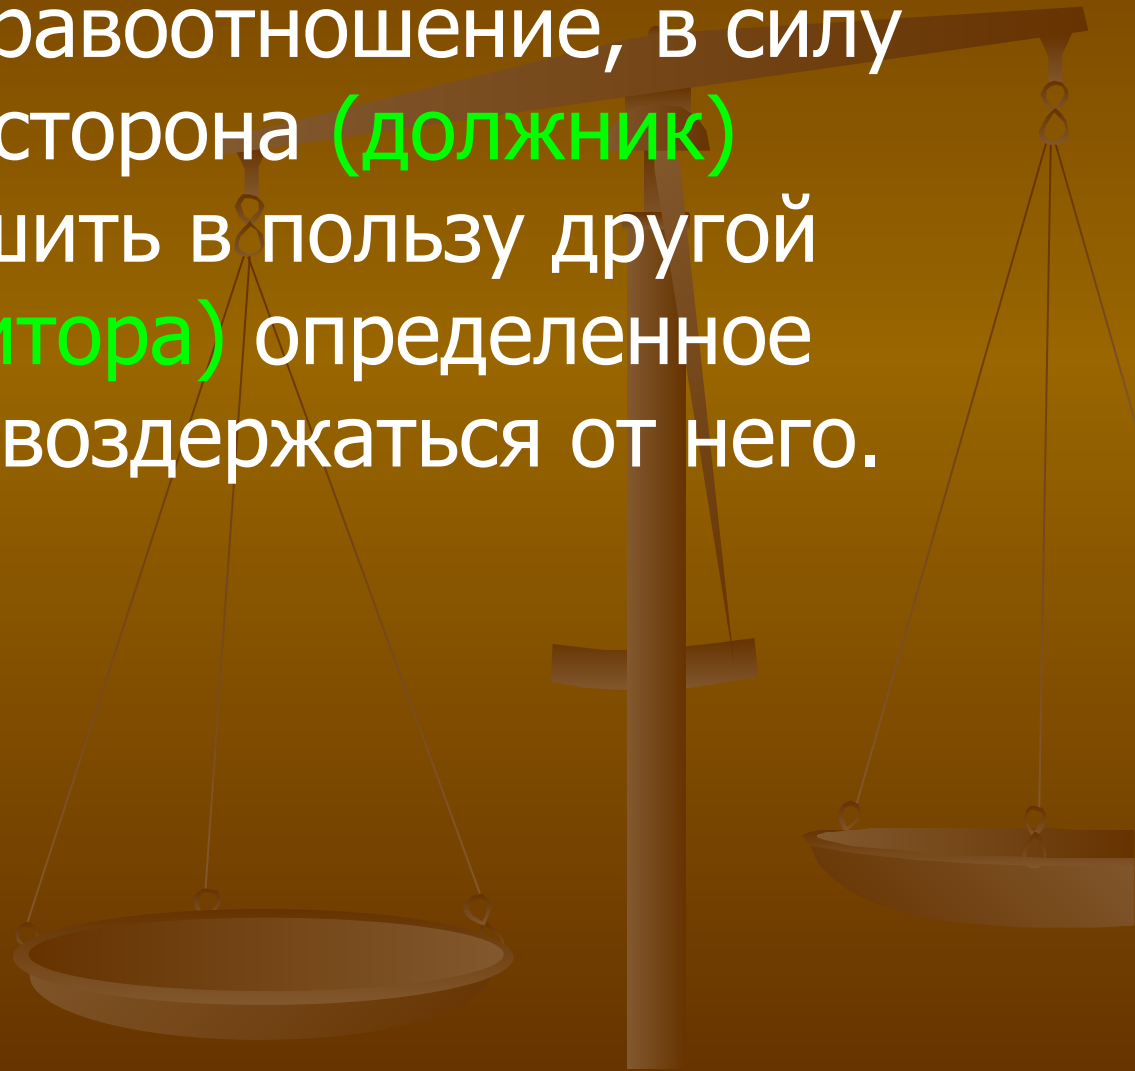 равоотношение, в силу
сторона (должник)
шить в пользу другой
итора) определенное
воздержаться от него.